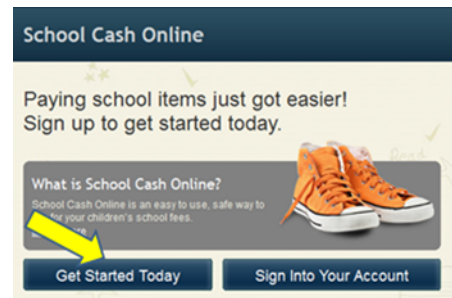 School Cash Online
Paying school items just got easier!
Sign up to get started today.
What is School Cash Online?
School Cash Online is an easy to use, safe way to
for your children's school fees.
Get Started Today
Sign Into Your Account